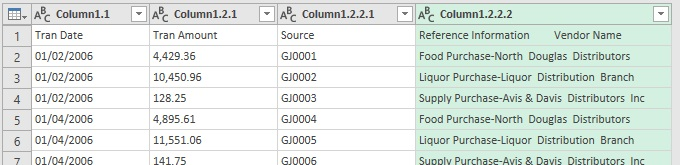 ABC Column1.1 ABC Column1.2.1 ABC Column1.2.2.1 ABC Column1.2.2.2
1 Tran Date Tran Amount Source Reference Information Vendor Name
2 01/02/2006 4,429.36 GJ0001 Food Purchase-North Douglas Distributors
3 01/02/2006 10,450.96 GJ0002 Liquor Purchase-Liquor Distribution Branch
4 01/02/2006 128.25 GJ0003 Supply Purchase-Avis & Davis Distributors Inc
5 01/04/2006 4,895.61 GJ0004 Food Purchase-North Douglas Distributors
6 01/04/2006 11,551.06 GJ0005 Liquor Purchase-Liquor Distribution Branch
7 01/04/2006 141.75 GJ0006 Supply Purchase-Avis & Davis Distributors Inc